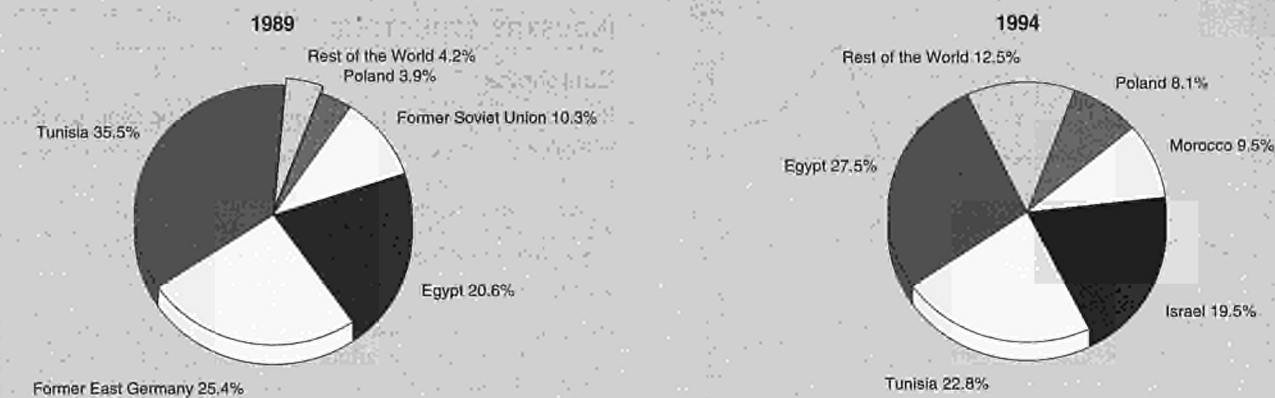 1989
Rest of the World 4.2%
Poland 3.9%
Former Soviet Union 10.3%
Tunisia 35.5%
Egypt 20.6%
Former East Germany 25.4%
1994
Rest of the World 12.5%
Poland 8.1%
Morocco 9.5%
Egypt 27.5%
Israel 19.5%
Tunisia 22.8%